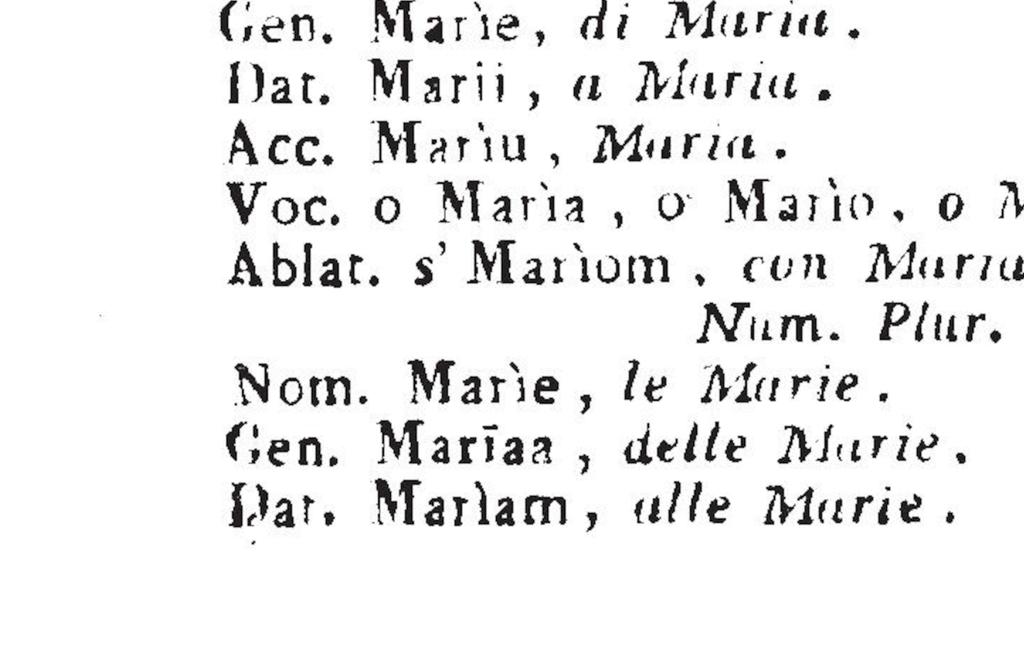 Gen. Marìe, di Maria.
Dat. Marii, a Maria.
Acc. Marìu, Maria.
Voc. o Marìa, o Marìo, o
Ablat. s' Marìom, con Maria
Num. Plur.
Nom. Marìe, le Marie.
Gen. Marīaa, delle Marie.
Dat. Marìam, alle Marie.